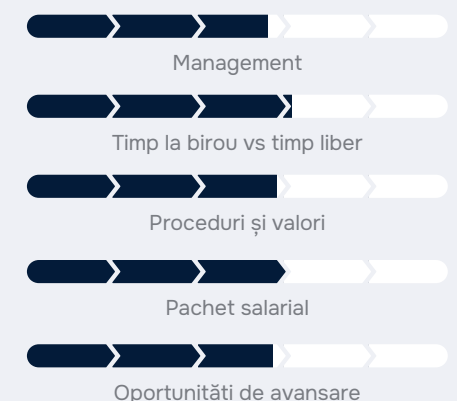 Management
Timp la birou vs timp liber
Proceduri și valori
Pachet salarial
Oportunități de avansare